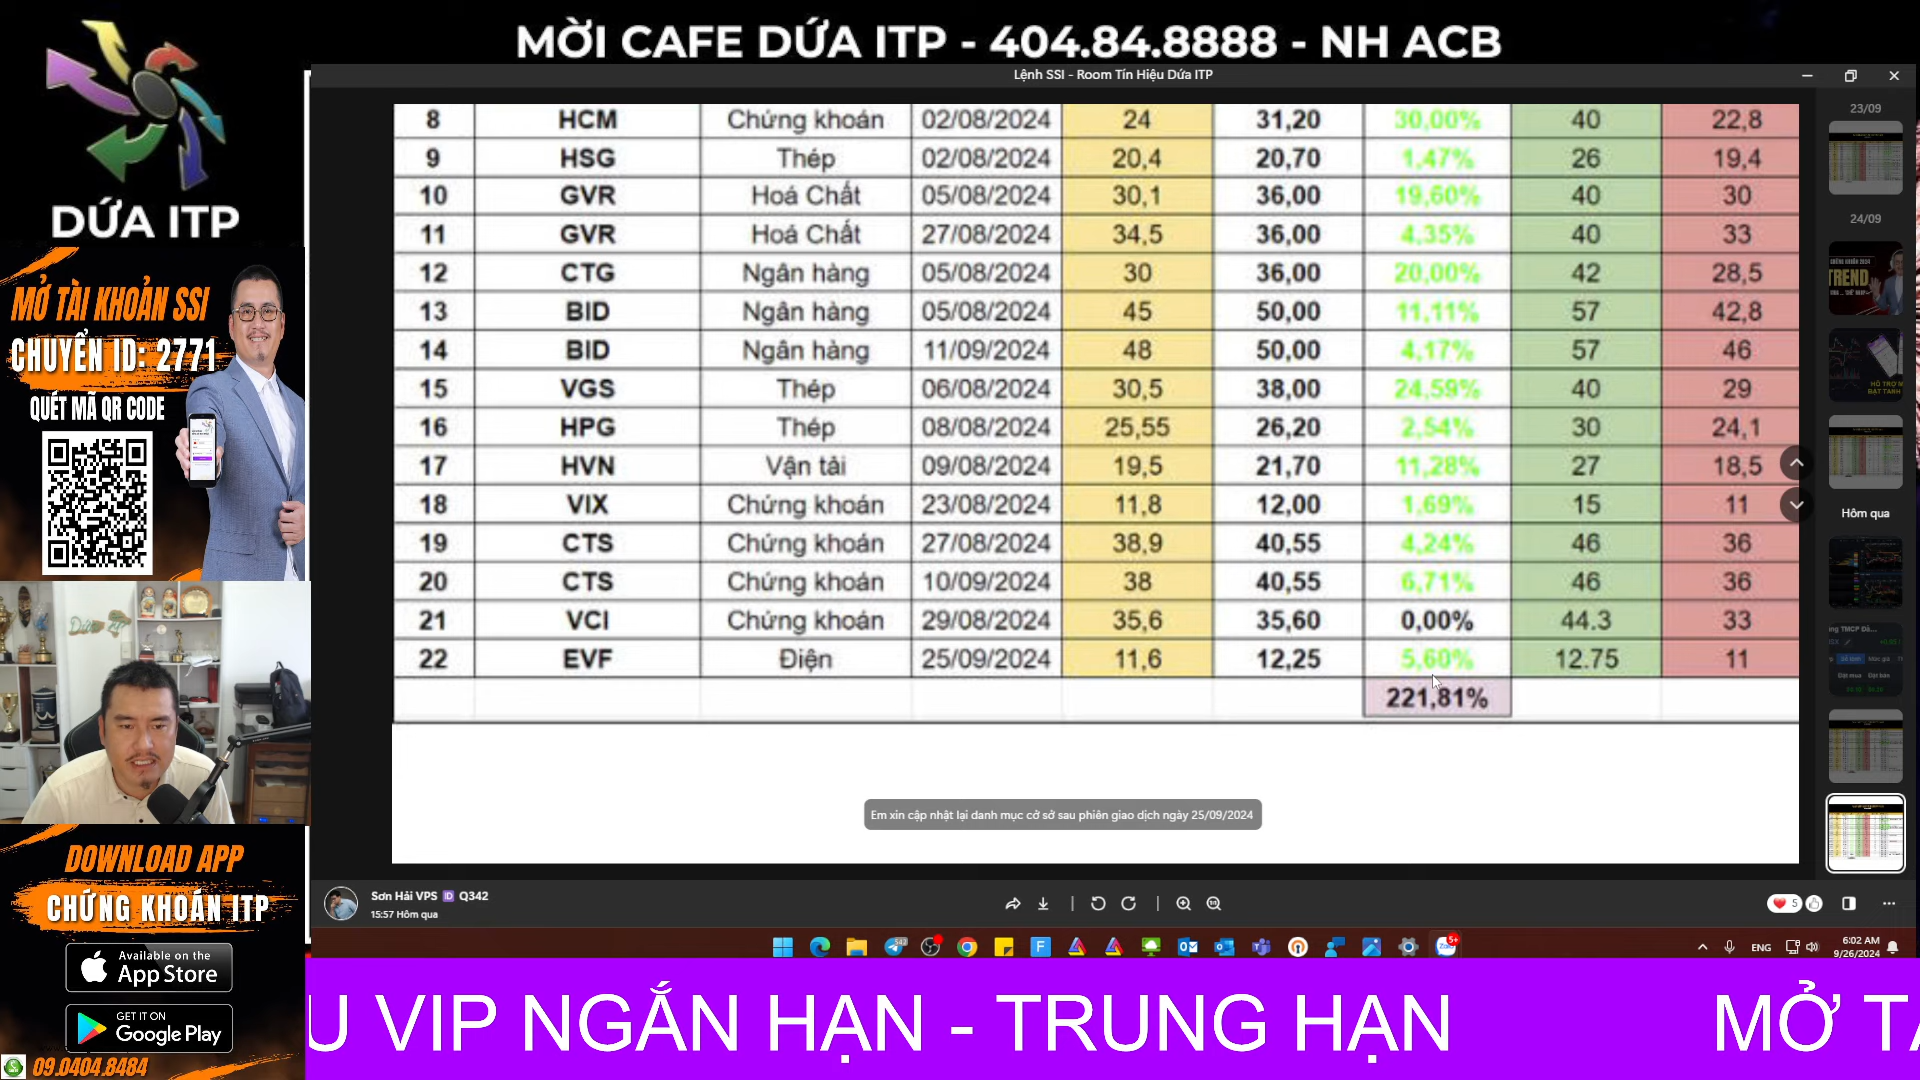 MỜI CAFE DỨA ITP - 404.84.8888 - NH ACB
DỨA ITP
MỞ TÀI KHOẢN SSI
CHUYỂN ID: 2771
QUÉT MÃ QR CODE
DOWNLOAD APP
CHỨNG KHOÁN ITP
Available on the
App Store
GET IT ON
Google Play
09.0404.8484
Lệnh SSI - Room Tín Hiệu Dứa ITP
8 HCM Chứng khoán 02/08/2024 24 31,20 30,00% 40 22,8
9 HSG Thép 02/08/2024 20,4 20,70 1,47% 26 19,4
10 GVR Hoá Chất 05/08/2024 30,1 36,00 19,60% 40 30
11 GVR Hoá Chất 27/08/2024 34,5 36,00 4,35% 40 33
12 CTG Ngân hàng 05/08/2024 30 36,00 20,00% 42 28,5
13 BID Ngân hàng 05/08/2024 45 50,00 11,11% 57 42,8
14 BID Ngân hàng 11/09/2024 48 50,00 4,17% 57 46
15 VGS Thép 06/08/2024 30,5 38,00 24,59% 40 29
16 HPG Thép 08/08/2024 25,55 26,20 2,54% 30 24,1
17 HVN Vận tải 09/08/2024 19,5 21,70 11,28% 27 18,5
18 VIX Chứng khoán 23/08/2024 11,8 12,00 1,69% 15 11
19 CTS Chứng khoán 27/08/2024 38,9 40,55 4,24% 46 36
20 CTS Chứng khoán 10/09/2024 38 40,55 6,71% 46 36
21 VCI Chứng khoán 29/08/2024 35,6 35,60 0,00% 44.3 33
22 EVF Điện 25/09/2024 11,6 12,25 5,60% 12.75 11
221,81%
Em xin cập nhật lại danh mục cở sở sau phiên giao dịch ngày 25/09/2024
23/09
24/09
TREND
Hôm qua
Sơn Hải VPS Q342
15:57 Hôm qua
5
ENG
6:02 AM
9/26/2024
U VIP NGẮN HẠN - TRUNG HẠN
MỞ TÀ